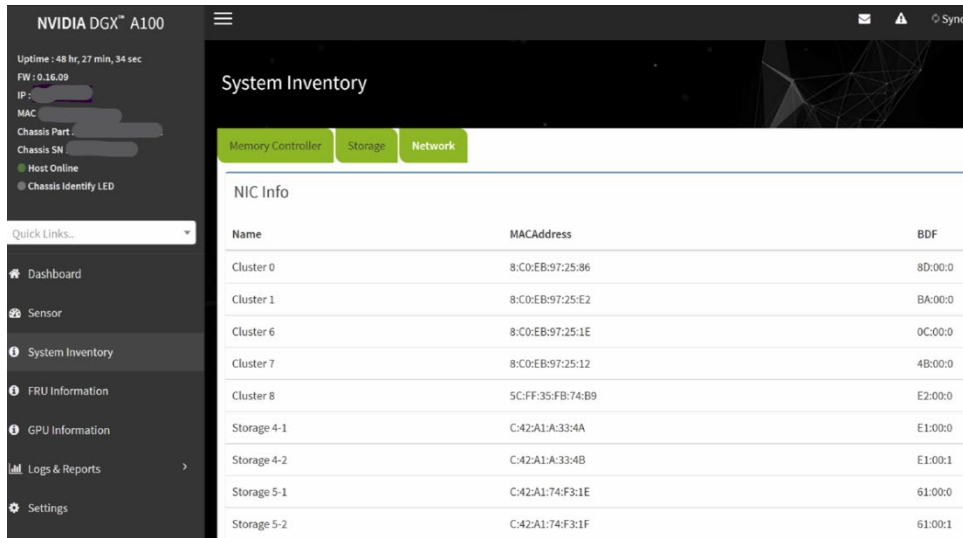 NVIDIA DGX™ A100
Sync
Uptime : 48 hr, 27 min, 34 sec
FW : 0.16.09
IP :
MAC
Chassis Part :
Chassis SN :
Host Online
Chassis Identify LED
Quick Links..
Dashboard
Sensor
System Inventory
FRU Information
GPU Information
Logs & Reports
Settings
System Inventory
Memory Controller Storage Network
NIC Info
Name MACAddress BDF
Cluster 0 8:C0:EB:97:25:86 8D:00:0
Cluster 1 8:C0:EB:97:25:E2 BA:00:0
Cluster 6 8:C0:EB:97:25:1E 0C:00:0
Cluster 7 8:C0:EB:97:25:12 4B:00:0
Cluster 8 5C:FF:35:FB:74:B9 E2:00:0
Storage 4-1 C:42:A1:A:33:4A E1:00:0
Storage 4-2 C:42:A1:A:33:4B E1:00:1
Storage 5-1 C:42:A1:74:F3:1E 61:00:0
Storage 5-2 C:42:A1:74:F3:1F 61:00:1